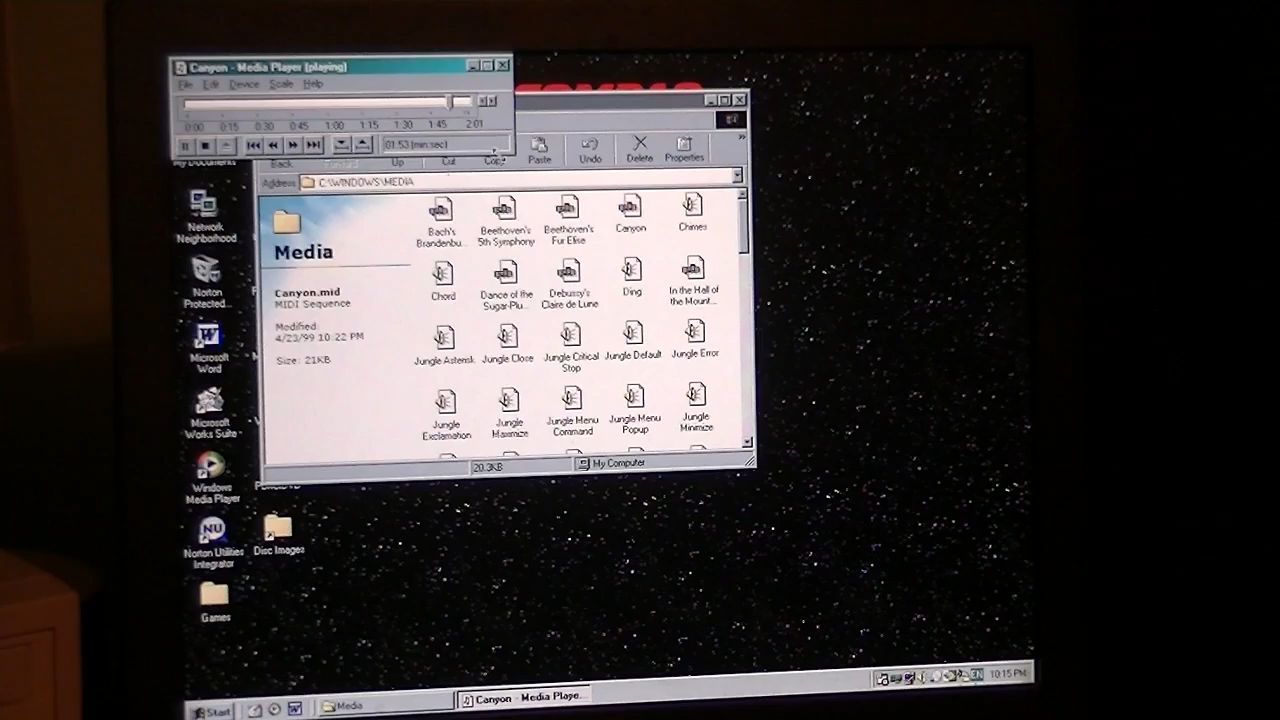 Canyon - Media Player (playing)
File Edit Device Scale Help
0:00 0:15 0:30 0:45 1:00 1:15 1:30 1:45 2:01
01:53 (min:sec)
Back Forward Up Cut Copy Paste Undo Delete Properties
Address C:\WINDOWS\MEDIA
Media
Canyon.mid
MIDI Sequence
Modified:
4/23/99 10:22 PM
Size: 21KB
Bach's
Brandenbu...
Beethoven's
5th Symphony
Beethoven's
Fur Elise
Canyon
Chimes
Chord
Dance of the
Sugar-Plu...
Debussy's
Claire de Lune
Ding
In the Hall of
the Mount...
Jungle Asterisk
Jungle Close
Jungle Critical
Stop
Jungle Default
Jungle Error
Jungle
Exclamation
Jungle
Maximize
Jungle Menu
Command
Jungle Menu
Popup
Jungle
Minimize
20.3KB
My Computer
My Documents
Network
Neighborhood
Norton
Protected...
Microsoft
Word
Microsoft
Works Suite
Windows
Media Player
Norton Utilities
Integrator
Disc Images
Games
Start
Media
Canyon - Media Playe...
EN
10:15 PM